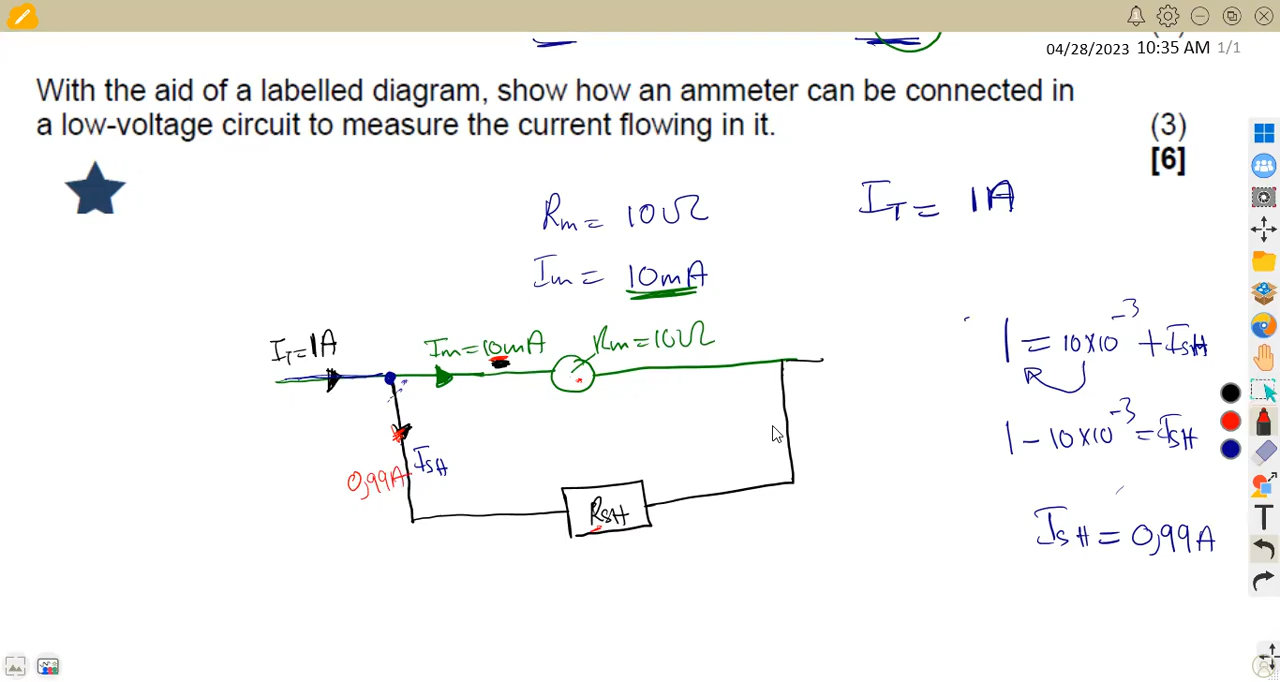 04/28/2023 10:35 AM 1/1
With the aid of a labelled diagram, show how an ammeter can be connected in
a low-voltage circuit to measure the current flowing in it.
(3)
[6]
Rm = 10Ω
IT = 1A
Im = 10mA
IT=1A
Im=10mA
Rm=10Ω
1 = 10×10⁻³ + ISH
1 - 10×10⁻³ = ISH
ISH
0,99A
RSH
ISH = 0,99A
T